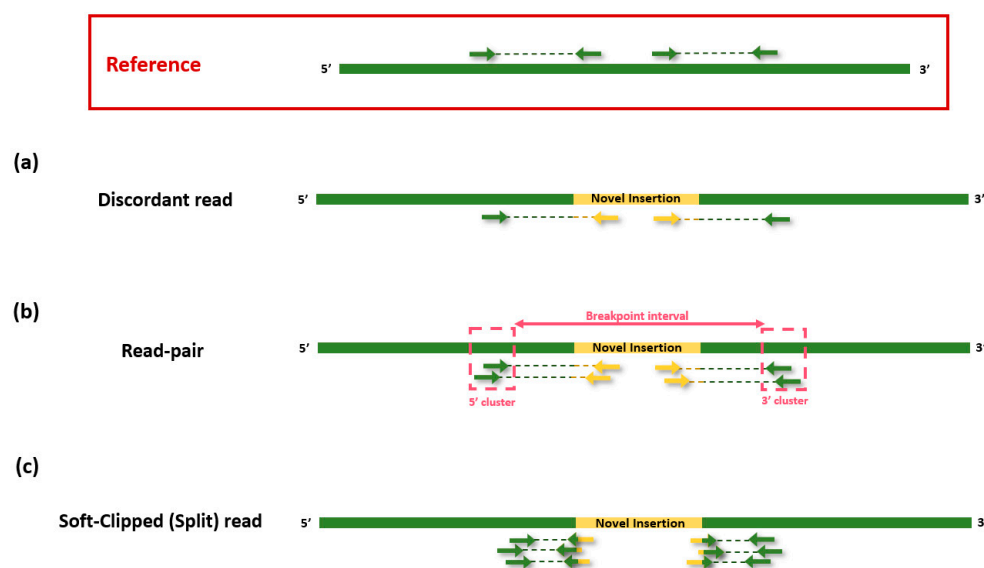 Reference
5’ 3’
(a)
Discordant read
5’ Novel Insertion 3’
(b)
Breakpoint interval
Read-pair
5’ Novel Insertion 3’
5’ cluster 3’ cluster
(c)
Soft-Clipped (Split) read
5’ Novel Insertion 3